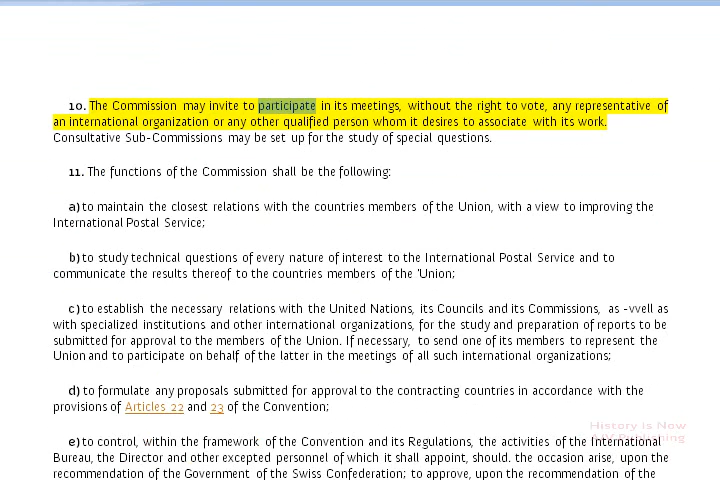 10. The Commission may invite to participate in its meetings, without the right to vote, any representative of
an international organization or any other qualified person whom it desires to associate with its work.
Consultative Sub-Commissions may be set up for the study of special questions.
11. The functions of the Commission shall be the following:
a) to maintain the closest relations with the countries members of the Union, with a view to improving the
International Postal Service;
b) to study technical questions of every nature of interest to the International Postal Service and to
communicate the results thereof to the countries members of the 'Union;
c) to establish the necessary relations with the United Nations, its Councils and its Commissions, as -vvell as
with specialized institutions and other international organizations, for the study and preparation of reports to be
submitted for approval to the members of the Union. If necessary, to send one of its members to represent the
Union and to participate on behalf of the latter in the meetings of all such international organizations;
d) to formulate any proposals submitted for approval to the contracting countries in accordance with the
provisions of Articles 22 and 23 of the Convention;
History is Now
e) to control, within the framework of the Convention and its Regulations, the activities of the International
Bureau, the Director and other excepted personnel of which it shall appoint, should. the occasion arise, upon the
recommendation of the Government of the Swiss Confederation; to approve, upon the recommendation of the